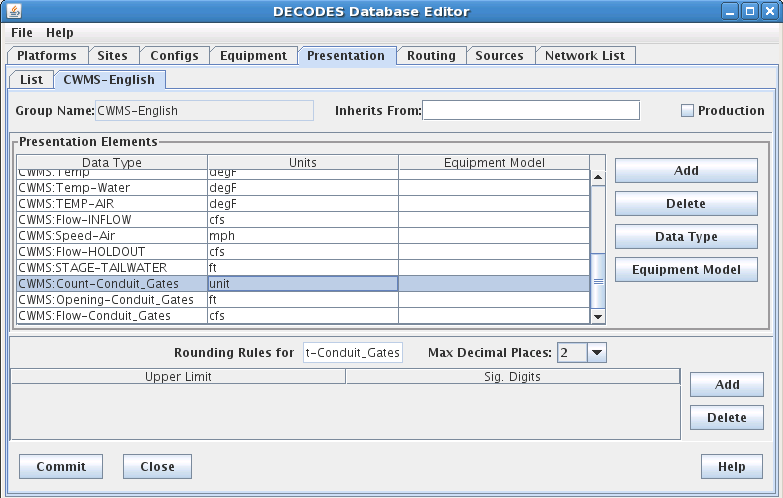 DECODES Database Editor
File Help
Platforms Sites Configs Equipment Presentation Routing Sources Network List
List CWMS-English
Group Name: CWMS-English Inherits From: Production
Presentation Elements
Data Type Units Equipment Model
CWMS:Temp degF
CWMS:Temp-Water degF
CWMS:TEMP-AIR degF
CWMS:Flow-INFLOW cfs
CWMS:Speed-Air mph
CWMS:Flow-HOLDOUT cfs
CWMS:STAGE-TAILWATER ft
CWMS:Count-Conduit_Gates unit
CWMS:Opening-Conduit_Gates ft
CWMS:Flow-Conduit_Gates cfs
Add
Delete
Data Type
Equipment Model
Rounding Rules for t-Conduit_Gates Max Decimal Places: 2
Upper Limit Sig. Digits
Add
Delete
Commit Close Help